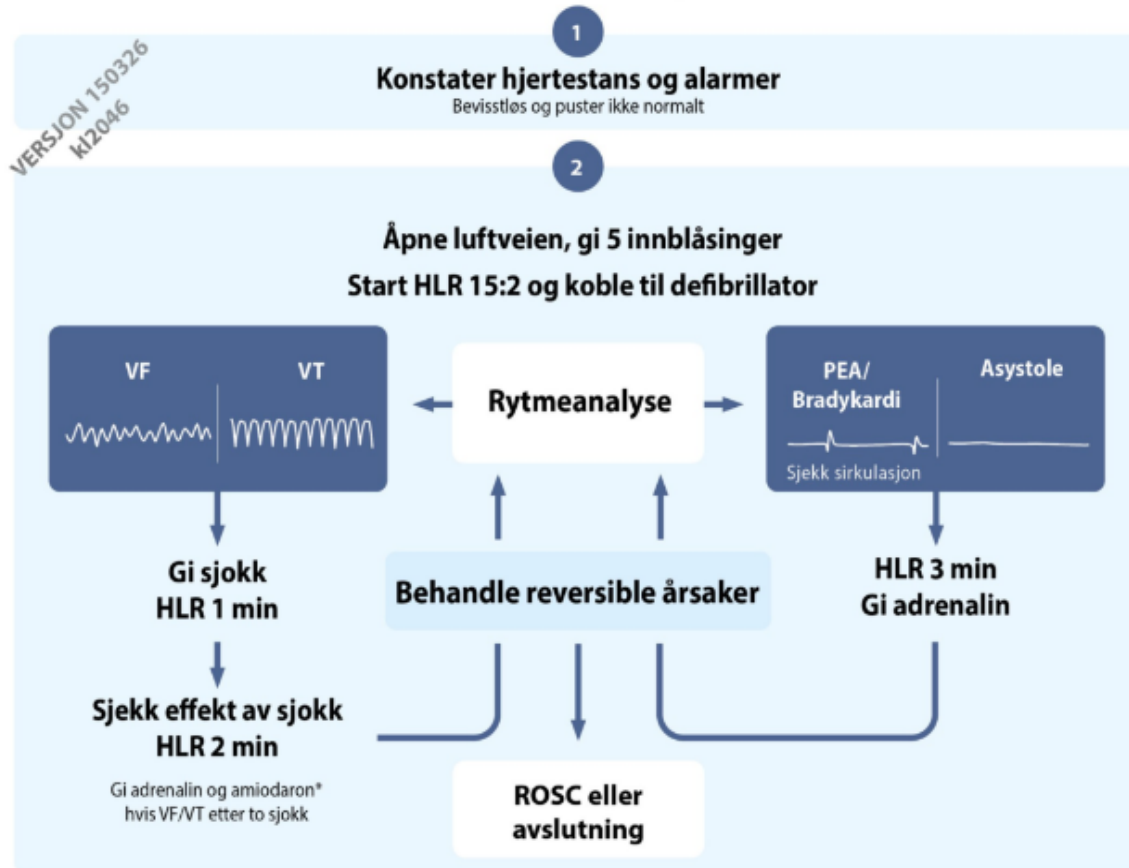 VERSJON 150326
kl2046
1
Konstater hjertestans og alarmer
Bevisstløs og puster ikke normalt
2
Åpne luftveien, gi 5 innblåsinger
Start HLR 15:2 og koble til defibrillator
VF
VT
Rytmeanalyse
PEA/
Bradykardi
Asystole
Sjekk sirkulasjon
Gi sjokk
HLR 1 min
Behandle reversible årsaker
HLR 3 min
Gi adrenalin
Sjekk effekt av sjokk
HLR 2 min
Gi adrenalin og amiodaron*
hvis VF/VT etter to sjokk
ROSC eller
avslutning